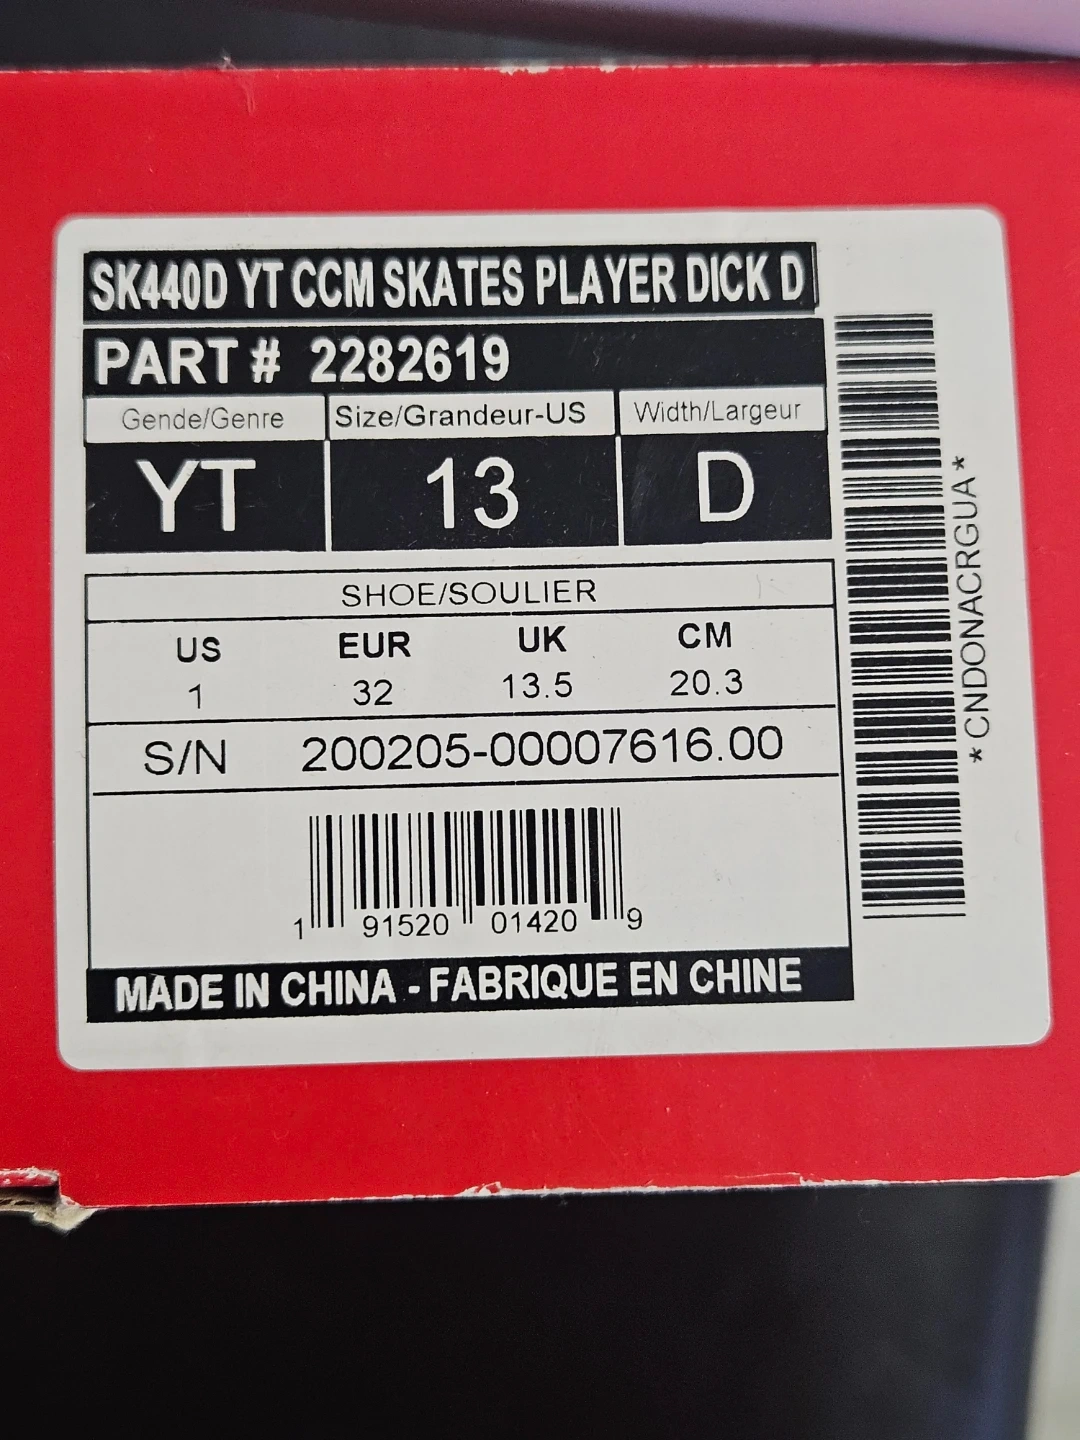 SK440D YT CCM SKATES PLAYER DICK D
PART # 2282619
Gende/Genre Size/Grandeur-US Width/Largeur
YT 13 D
SHOE/SOULIER
US EUR UK CM
1 32 13.5 20.3
S/N 200205-00007616.00
1 91520 01420 9
MADE IN CHINA - FABRIQUE EN CHINE
*CNDONACRGUA*